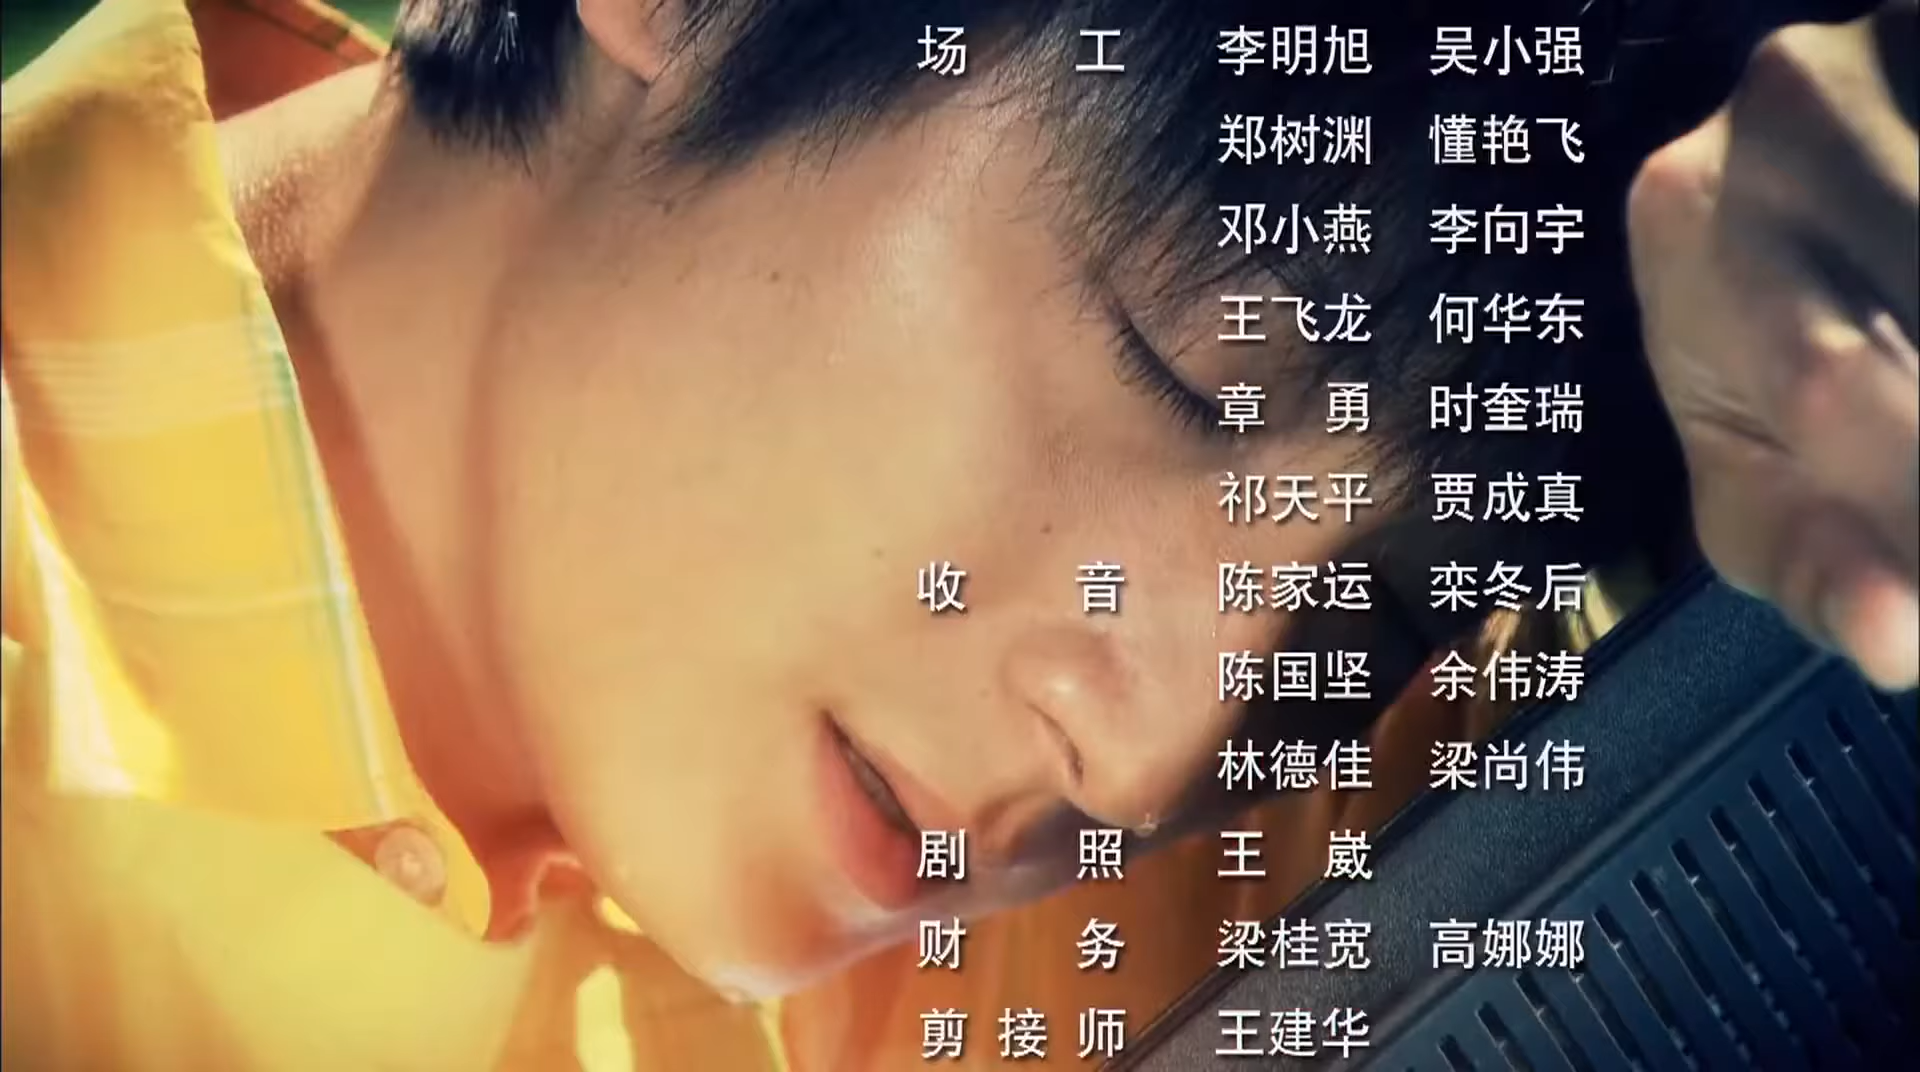 场工 李明旭 吴小强
郑树渊 懂艳飞
邓小燕 李向宇
王飞龙 何华东
章勇 时奎瑞
祁天平 贾成真
收音 陈家运 栾冬后
陈国坚 余伟涛
林德佳 梁尚伟
剧照 王崴
财务 梁桂宽 高娜娜
剪接师 王建华